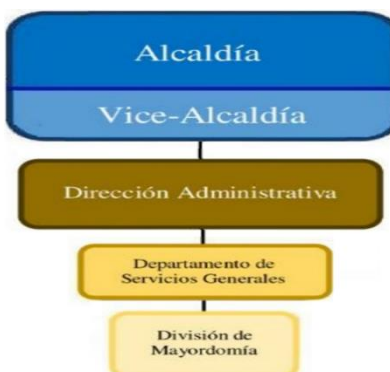 Alcaldía
Vice-Alcaldía
Dirección Administrativa
Departamento de
Servicios Generales
División de
Mayordomía